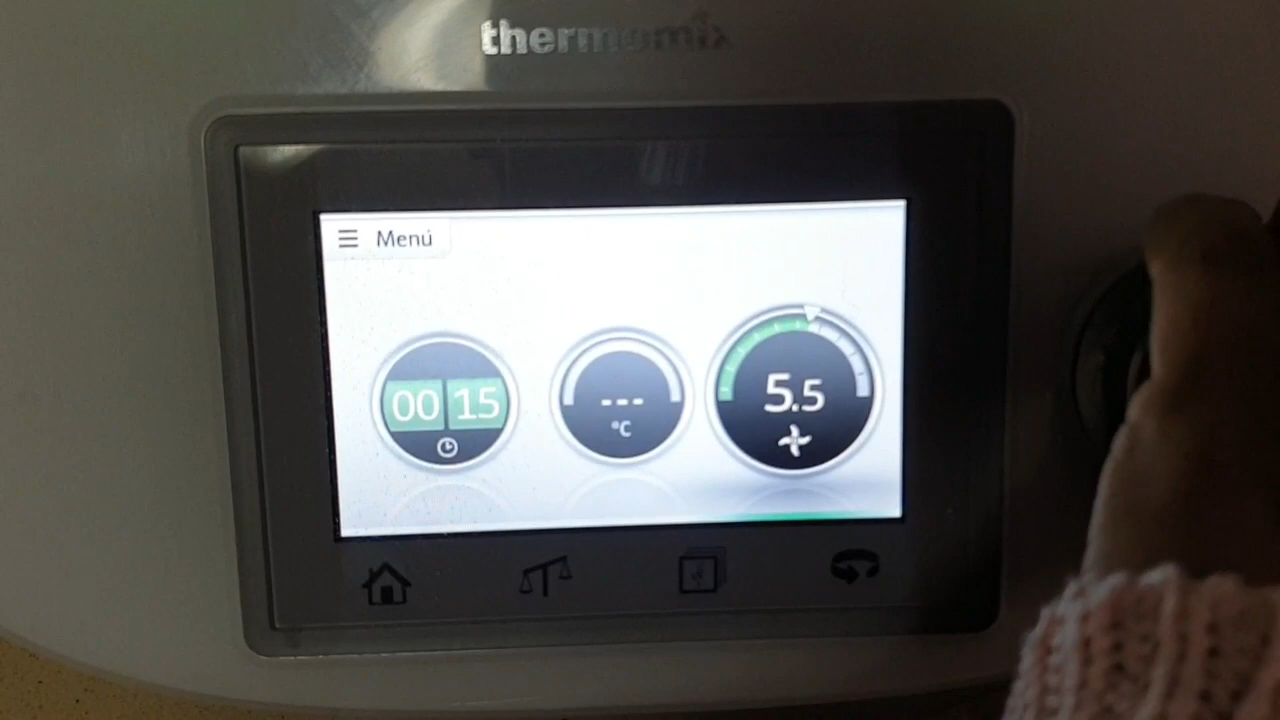 thermomix
☰ Menú
00 15
---
°C
5.5